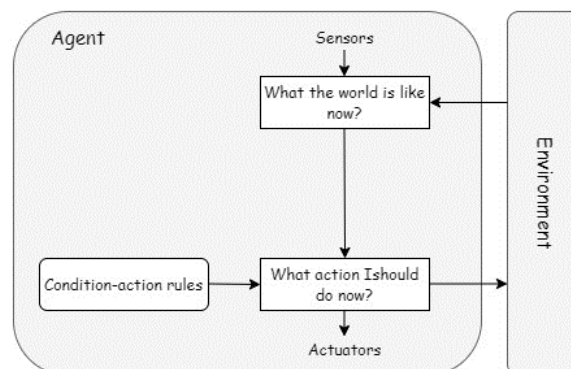 Agent
Sensors
What the world is like
now?
Environment
Condition-action rules
What action Ishould
do now?
Actuators